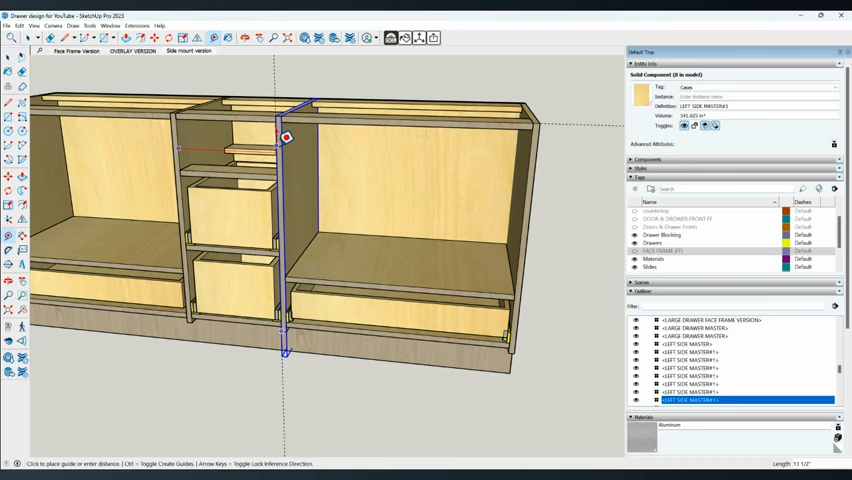 Drawer design for YouTube* - SketchUp Pro 2023
File Edit View Camera Draw Tools Window Extensions Help
Face Frame Version OVERLAY VERSION Side mount version
Default Tray
Entity Info
Solid Component (8 in model)
Tag: Cases
Instance: Enter instance name
Definition: LEFT SIDE MASTER#1
Volume: 541.025 in³
Toggles:
Advanced Attributes:
Components
Styles
Tags
Search
Name Dashes
countertop Default
DOOR & DRAWER FRONT FF Default
Doors & Drawer Fronts Default
Drawer Blocking Default
Drawers Default
FACE FRAME (FF) Default
Materials Default
Slides Default
Scenes
Outliner
Filter:
<LARGE DRAWER FACE FRAME VERSION>
<LARGE DRAWER MASTER>
<LARGE DRAWER MASTER>
<LEFT SIDE MASTER>
<LEFT SIDE MASTER#1>
<LEFT SIDE MASTER#1>
<LEFT SIDE MASTER#1>
<LEFT SIDE MASTER#1>
<LEFT SIDE MASTER#1>
<LEFT SIDE MASTER#1>
<LEFT SIDE MASTER#1>
Materials
Aluminum
Click to place guide or enter distance. | Ctrl = Toggle Create Guides. | Arrow Keys = Toggle Lock Inference Direction.
Length 13 1/2"